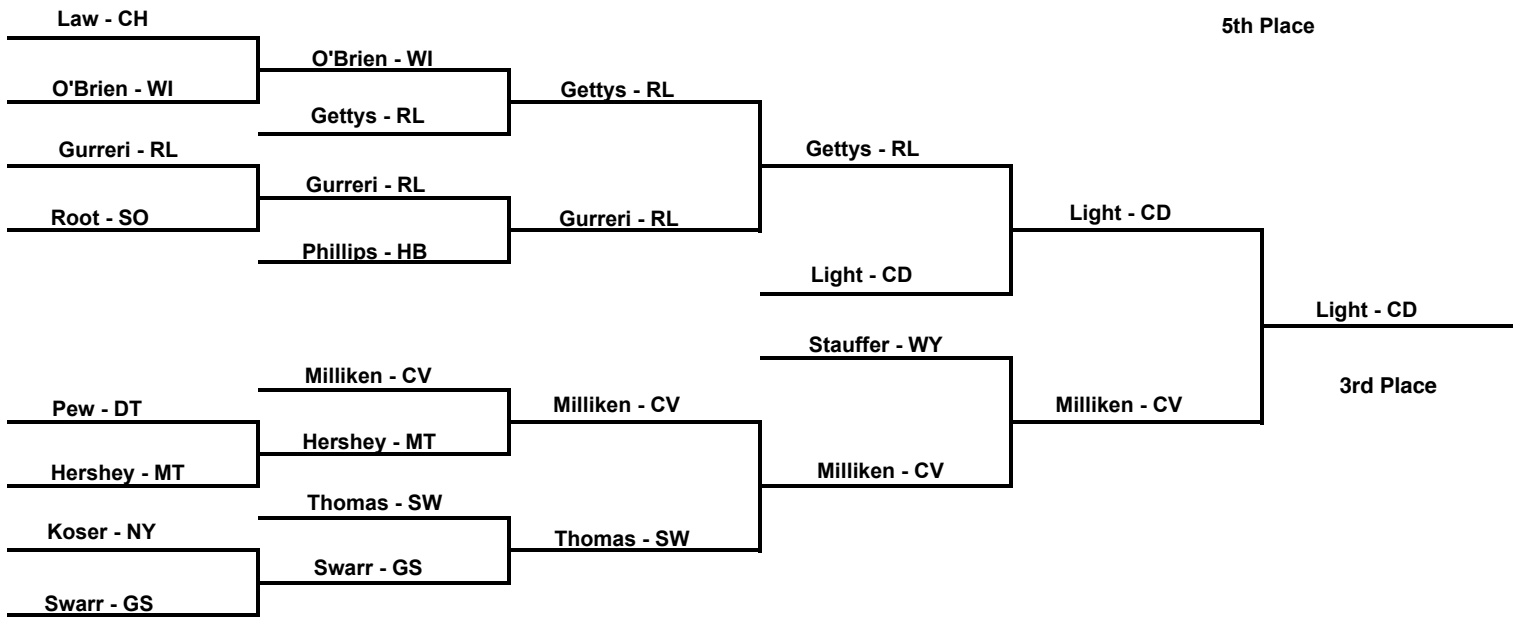 Law - CH
5th Place
O'Brien - WI
O'Brien - WI
Gettys - RL
Gettys - RL
Gurreri - RL
Gettys - RL
Gurreri - RL
Root - SO
Gurreri - RL
Light - CD
Phillips - HB
Light - CD
Light - CD
Stauffer - WY
Milliken - CV
3rd Place
Pew - DT
Milliken - CV
Milliken - CV
Hershey - MT
Hershey - MT
Milliken - CV
Thomas - SW
Koser - NY
Thomas - SW
Swarr - GS
Swarr - GS